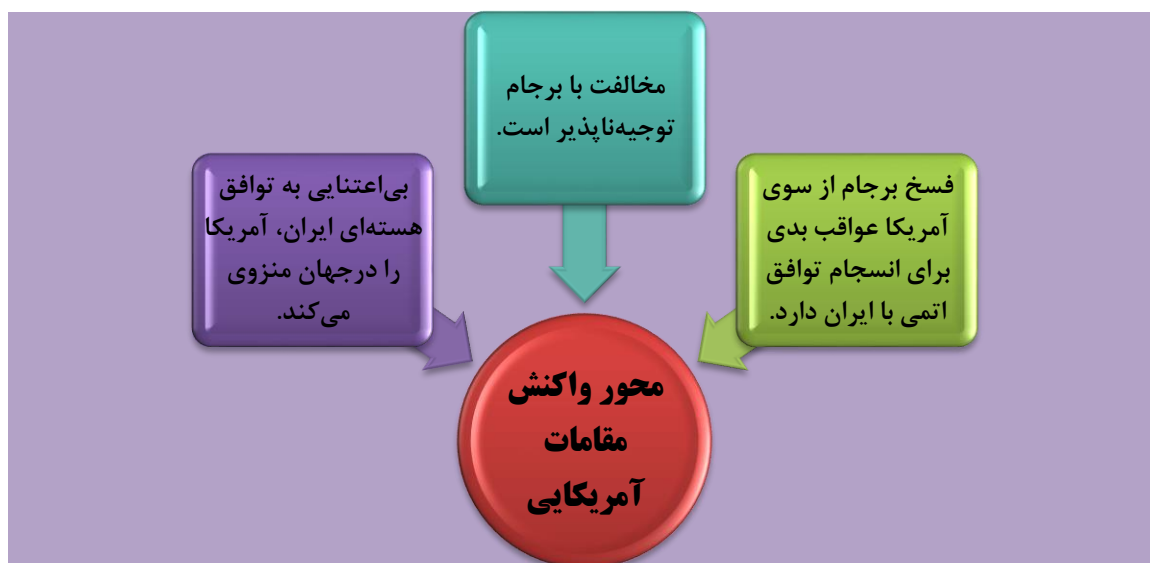 مخالفت با برجام
توجیه‌ناپذیر است.
فسخ برجام از سوی
آمریکا عواقب بدی
برای انسجام توافق
اتمی با ایران دارد.
بی‌اعتنایی به توافق
هسته‌ای ایران، آمریکا
را درجهان منزوی
می‌کند.
محور واکنش
مقامات
آمریکایی